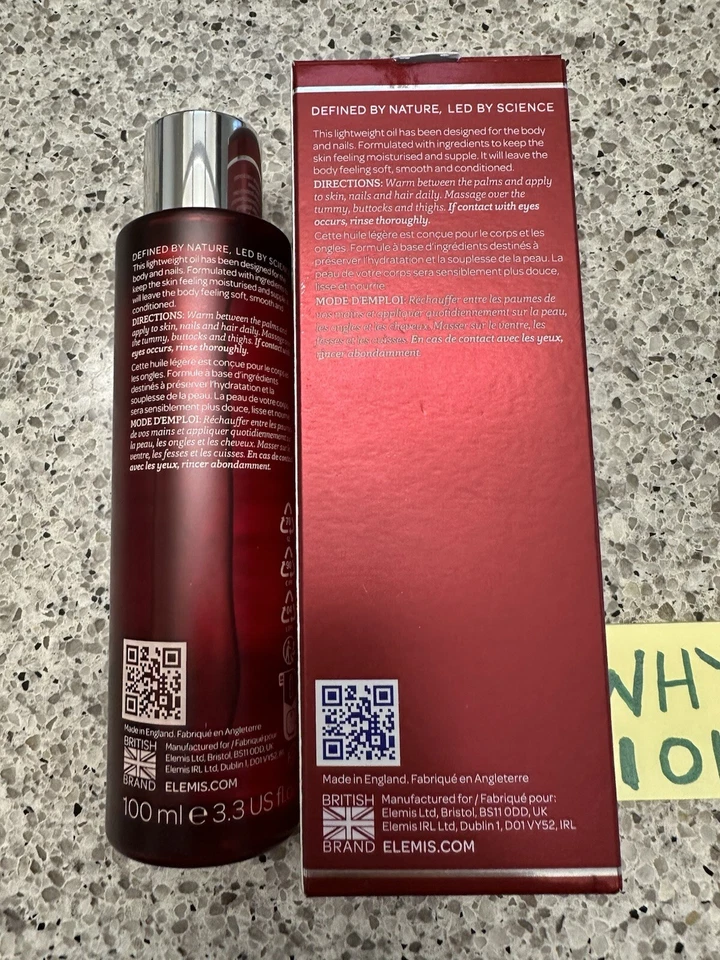 DEFINED BY NATURE, LED BY SCIENCE
This lightweight oil has been designed for the
body and nails. Formulated with ingredients to
keep the skin feeling moisturised and supple. It
will leave the body feeling soft, smooth and
conditioned.
DIRECTIONS: Warm between the palms and
apply to skin, nails and hair daily. Massage over
the tummy, buttocks and thighs. If contact with
eyes occurs, rinse thoroughly.
Cette huile légère est conçue pour le corps et
les ongles. Formule à base d'ingrédients
destinés à préserver l'hydratation et la
souplesse de la peau. La peau de votre corps
sera sensiblement plus douce, lisse et nourrie.
MODE D'EMPLOI: Réchauffer entre les paumes
de vos mains et appliquer quotidiennement sur
la peau, les ongles et les cheveux. Masser sur le
ventre, les fesses et les cuisses. En cas de contact
avec les yeux, rincer abondamment.
Made in England. Fabriqué en Angleterre
BRITISH
BRAND
Manufactured for / Fabriqué pour:
Elemis Ltd, Bristol, BS11 0DD, UK
Elemis IRL Ltd, Dublin 1, D01 VY52, IRL
ELEMIS.COM
100 ml e 3.3 US fl.
DEFINED BY NATURE, LED BY SCIENCE
This lightweight oil has been designed for the body
and nails. Formulated with ingredients to keep the
skin feeling moisturised and supple. It will leave the
body feeling soft, smooth and conditioned.
DIRECTIONS: Warm between the palms and apply
to skin, nails and hair daily. Massage over the
tummy, buttocks and thighs. If contact with eyes
occurs, rinse thoroughly.
Cette huile légère est conçue pour le corps et les
ongles. Formule à base d'ingrédients destinés à
préserver l'hydratation et la souplesse de la peau. La
peau de votre corps sera sensiblement plus douce,
lisse et nourrie.
MODE D'EMPLOI: Réchauffer entre les paumes de
vos mains et appliquer quotidiennement sur la peau,
les ongles et les cheveux. Masser sur le ventre, les
fesses et les cuisses. En cas de contact avec les yeux,
rincer abondamment.
Made in England. Fabriqué en Angleterre
BRITISH
BRAND
Manufactured for / Fabriqué pour:
Elemis Ltd, Bristol, BS11 0DD, UK
Elemis IRL Ltd, Dublin 1, D01 VY52, IRL
ELEMIS.COM
WHY